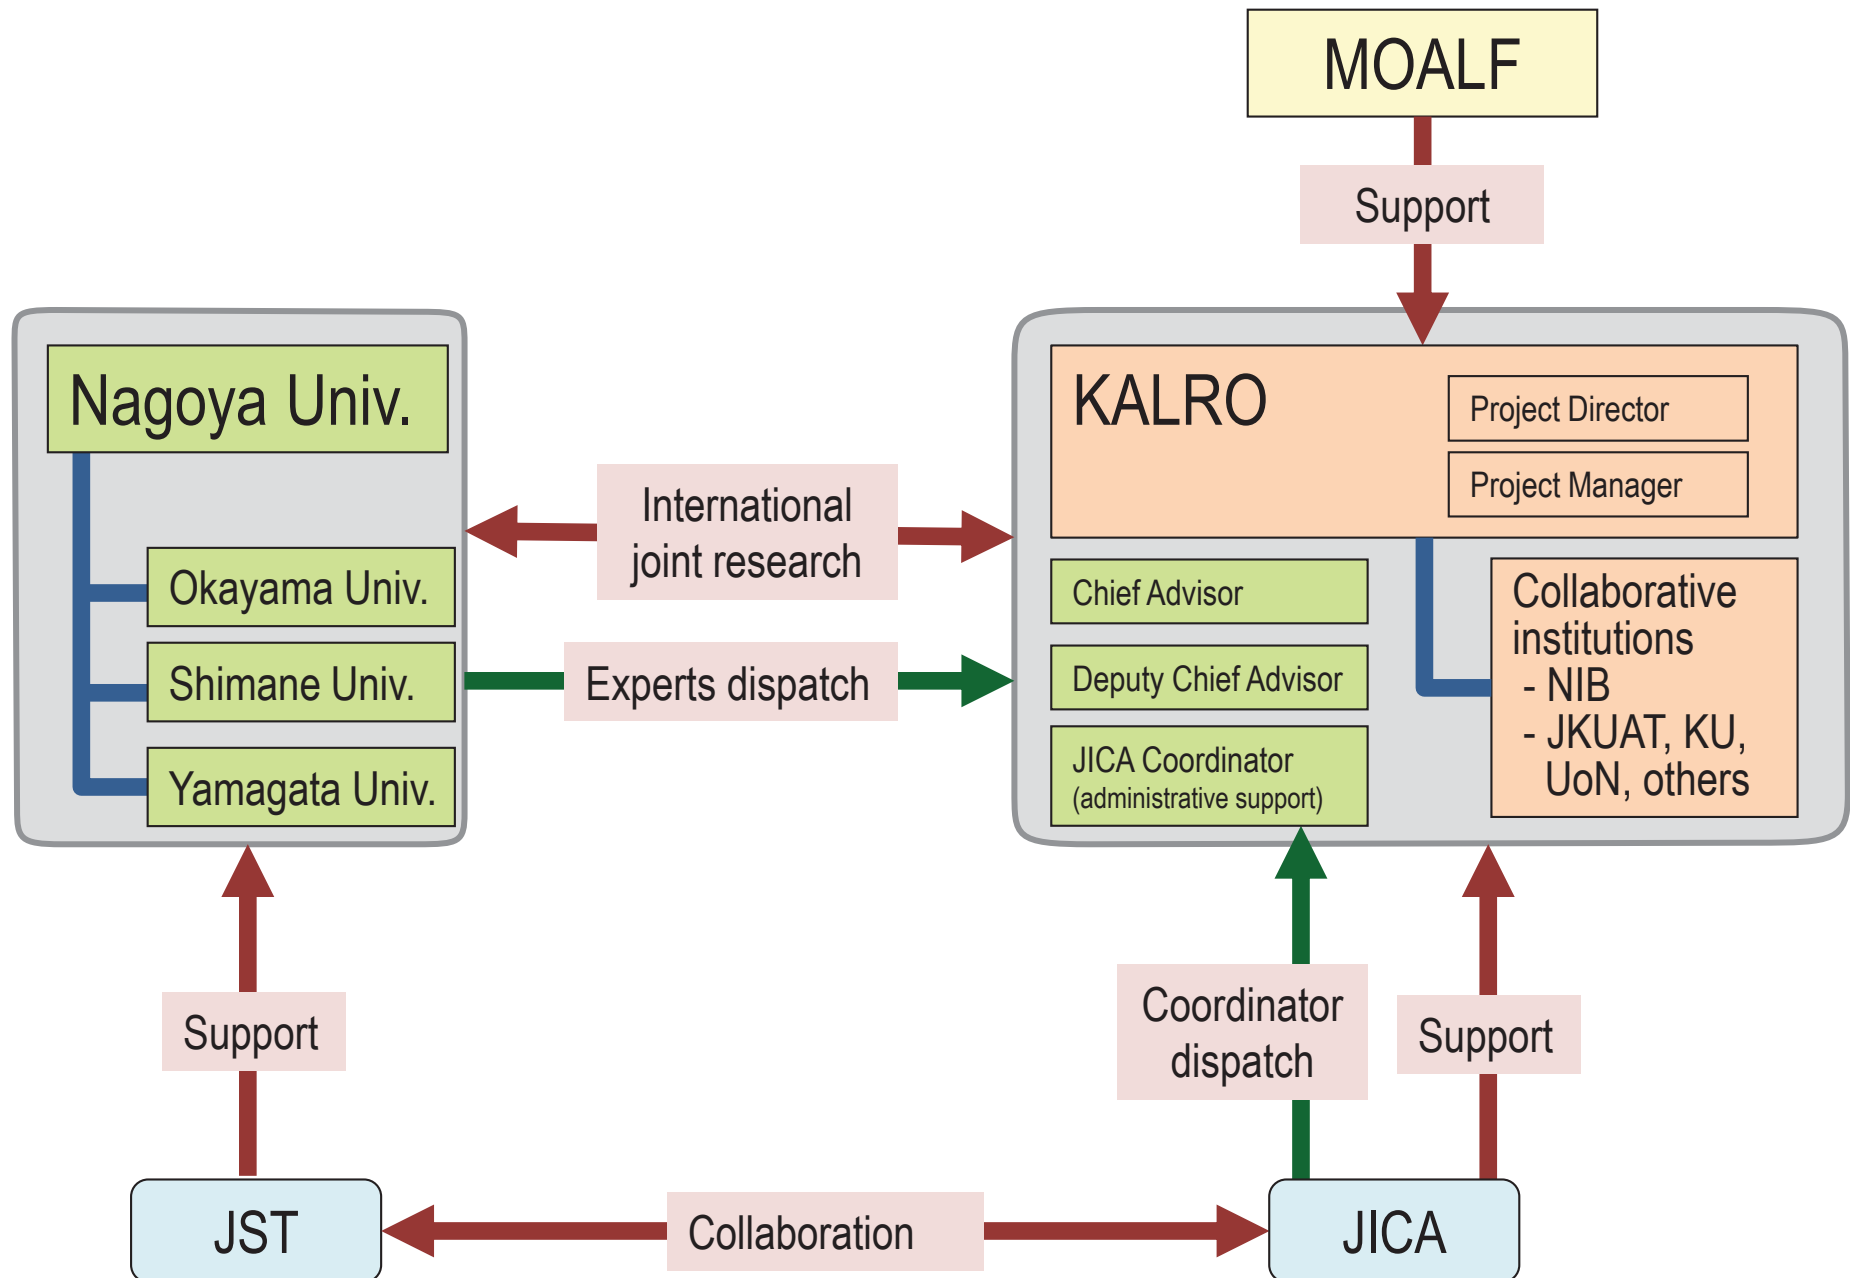 MOALF
Support
Nagoya Univ.
Okayama Univ.
Shimane Univ.
Yamagata Univ.
International
joint research
Experts dispatch
KALRO
Project Director
Project Manager
Chief Advisor
Deputy Chief Advisor
JICA Coordinator
(administrative support)
Collaborative
institutions
- NIB
- JKUAT, KU,
UoN, others
Support
Coordinator
dispatch
Support
JST
Collaboration
JICA